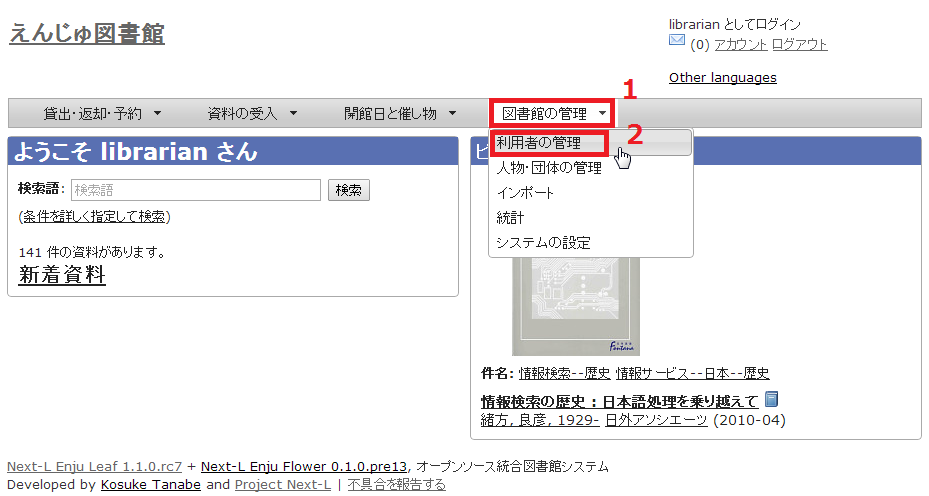 えんじゅ図書館
librarian としてログイン
(0) アカウント ログアウト
Other languages
1
貸出・返却・予約 資料の受入 開館日と催し物 図書館の管理
2
利用者の管理
人物・団体の管理
インポート
統計
システムの設定
ようこそ librarian さん
検索語: 検索語 検索
(条件を詳しく指定して検索)
141 件の資料があります。
新着資料
ピ
Fontana
件名: 情報検索--歴史 情報サービス--日本--歴史
情報検索の歴史 : 日本語処理を乗り越えて
緒方, 良彦, 1929- 日外アソシエーツ (2010-04)
Next-L Enju Leaf 1.1.0.rc7 + Next-L Enju Flower 0.1.0.pre13, オープンソース統合図書館システム
Developed by Kosuke Tanabe and Project Next-L | 不具合を報告する